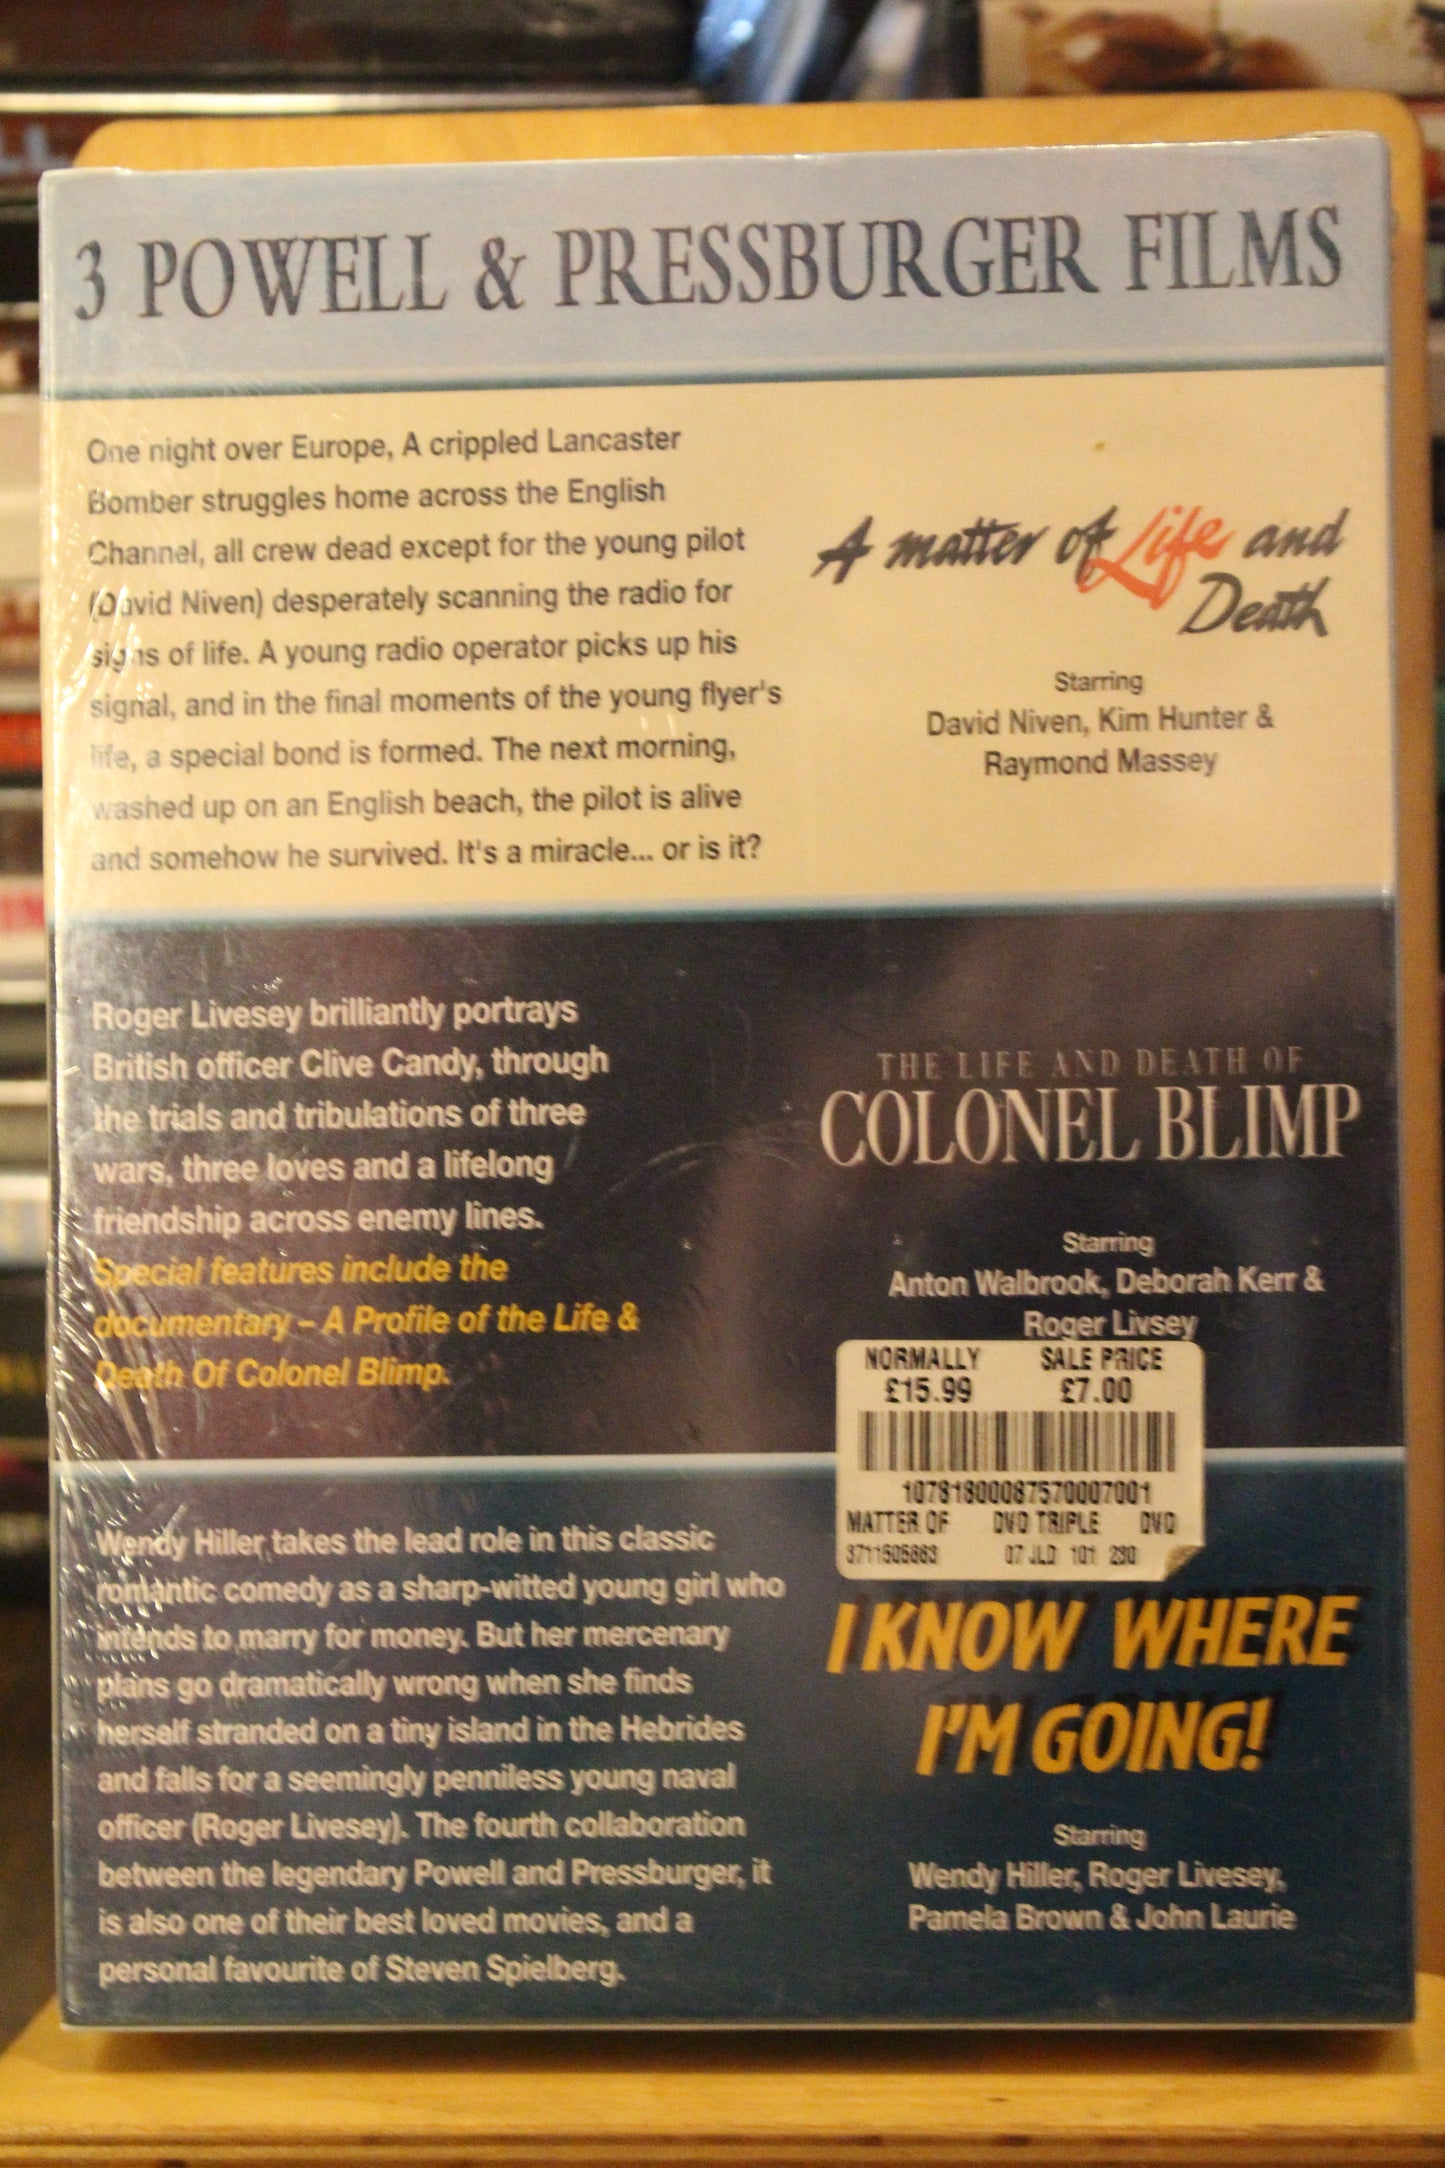 3 POWELL & PRESSBURGER FILMS
One night over Europe, A crippled Lancaster
Bomber struggles home across the English
Channel, all crew dead except for the young pilot
(David Niven) desperately scanning the radio for
signs of life. A young radio operator picks up his
signal, and in the final moments of the young flyer's
life, a special bond is formed. The next morning,
washed up on an English beach, the pilot is alive
and somehow he survived. It's a miracle... or is it?
A matter of Life and
Death
Starring
David Niven, Kim Hunter &
Raymond Massey
Roger Livesey brilliantly portrays
British officer Clive Candy, through
the trials and tribulations of three
wars, three loves and a lifelong
friendship across enemy lines.
Special features include the
documentary – A Profile of the Life &
Death Of Colonel Blimp.
THE LIFE AND DEATH OF
COLONEL BLIMP
Starring
Anton Walbrook, Deborah Kerr &
Roger Livsey
NORMALLY SALE PRICE
£15.99 £7.00
10781800087570007001
MATTER OF DVD TRIPLE DVD
3711505863 07 JLD 101 230
Wendy Hiller takes the lead role in this classic
romantic comedy as a sharp-witted young girl who
intends to marry for money. But her mercenary
plans go dramatically wrong when she finds
herself stranded on a tiny island in the Hebrides
and falls for a seemingly penniless young naval
officer (Roger Livesey). The fourth collaboration
between the legendary Powell and Pressburger, it
is also one of their best loved movies, and a
personal favourite of Steven Spielberg.
I KNOW WHERE
I'M GOING!
Starring
Wendy Hiller, Roger Livesey,
Pamela Brown & John Laurie